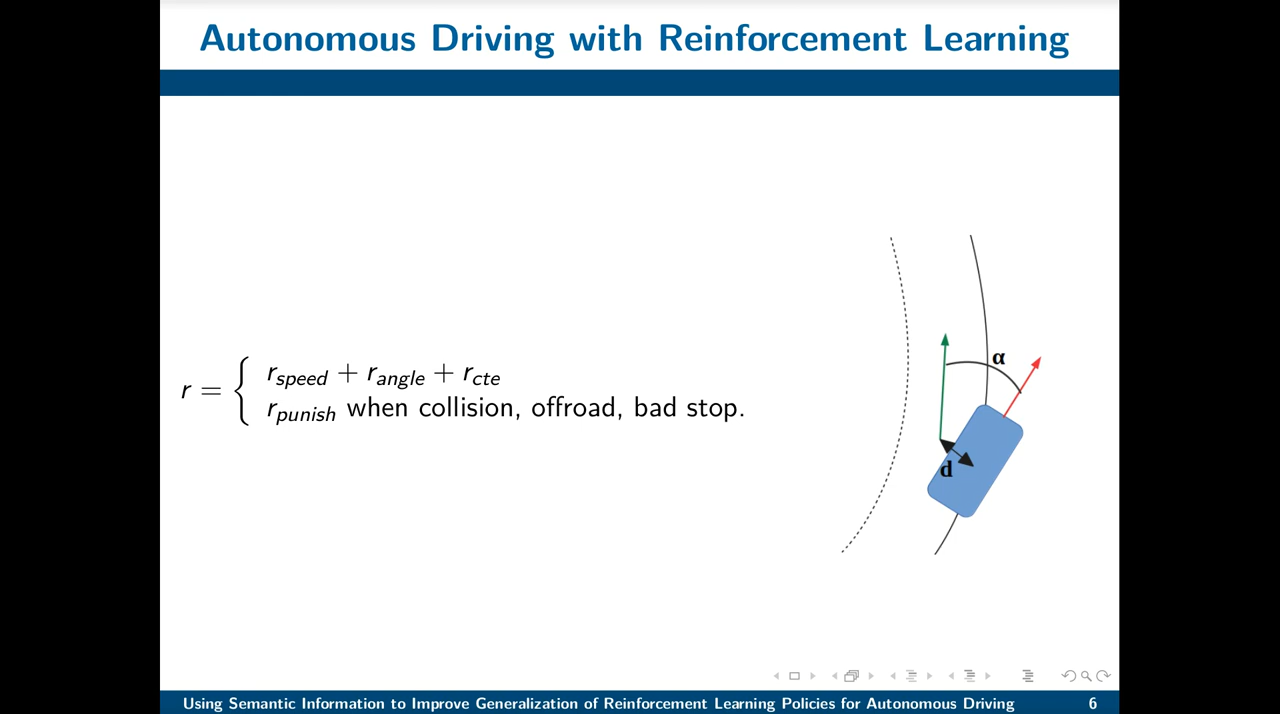 Autonomous Driving with Reinforcement Learning
r = { r_speed + r_angle + r_cte
r_punish when collision, offroad, bad stop.
α
d
Using Semantic Information to Improve Generalization of Reinforcement Learning Policies for Autonomous Driving 6